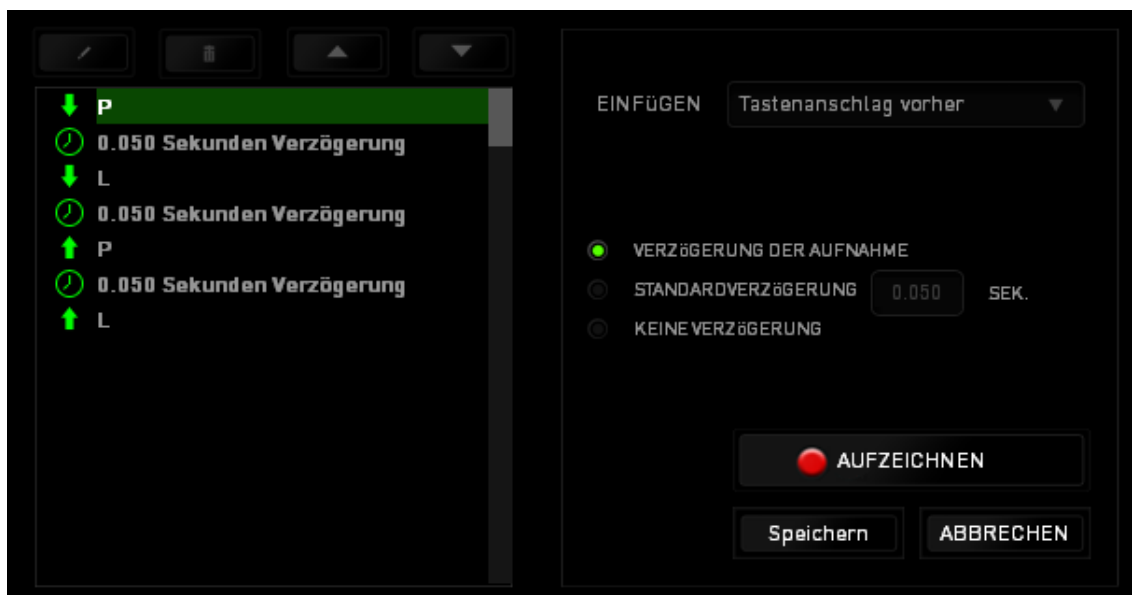 P
0.050 Sekunden Verzögerung
L
0.050 Sekunden Verzögerung
P
0.050 Sekunden Verzögerung
L
EINFüGEN Tastenanschlag vorher
VERZöGERUNG DER AUFNAHME
STANDARDVERZöGERUNG 0.050 SEK.
KEINE VERZöGERUNG
AUFZEICHNEN
Speichern ABBRECHEN